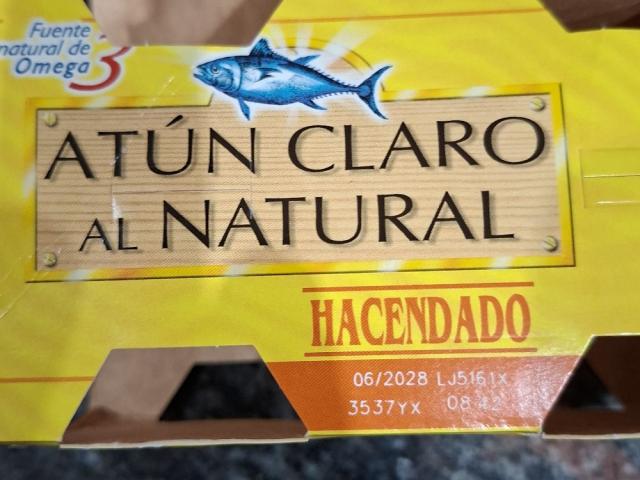 Fuente
natural de
Omega 3
ATÚN CLARO
AL NATURAL
HACENDADO
06/2028 LJ5161X
3537YX 08:42